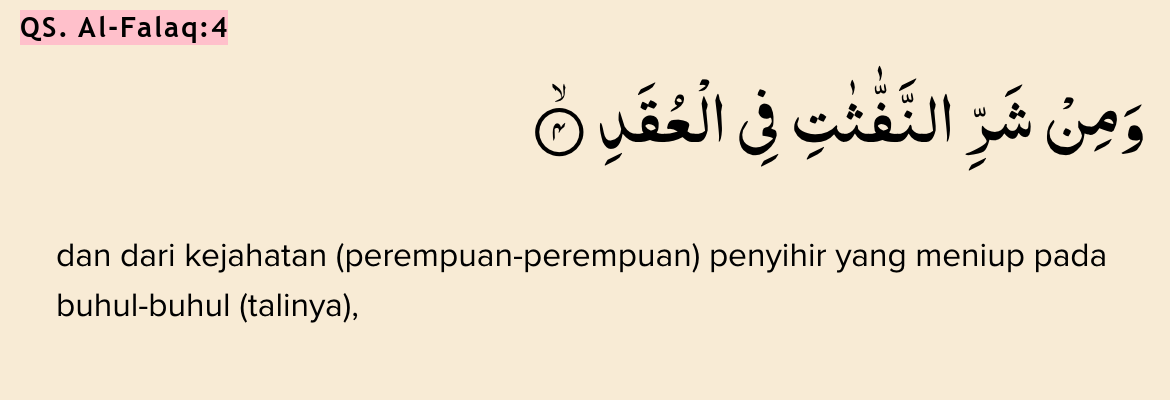 QS. Al-Falaq:4
وَمِنْ شَرِّ النَّفّٰثٰتِ فِى الْعُقَدِۙ ٤
dan dari kejahatan (perempuan-perempuan) penyihir yang meniup pada
buhul-buhul (talinya),